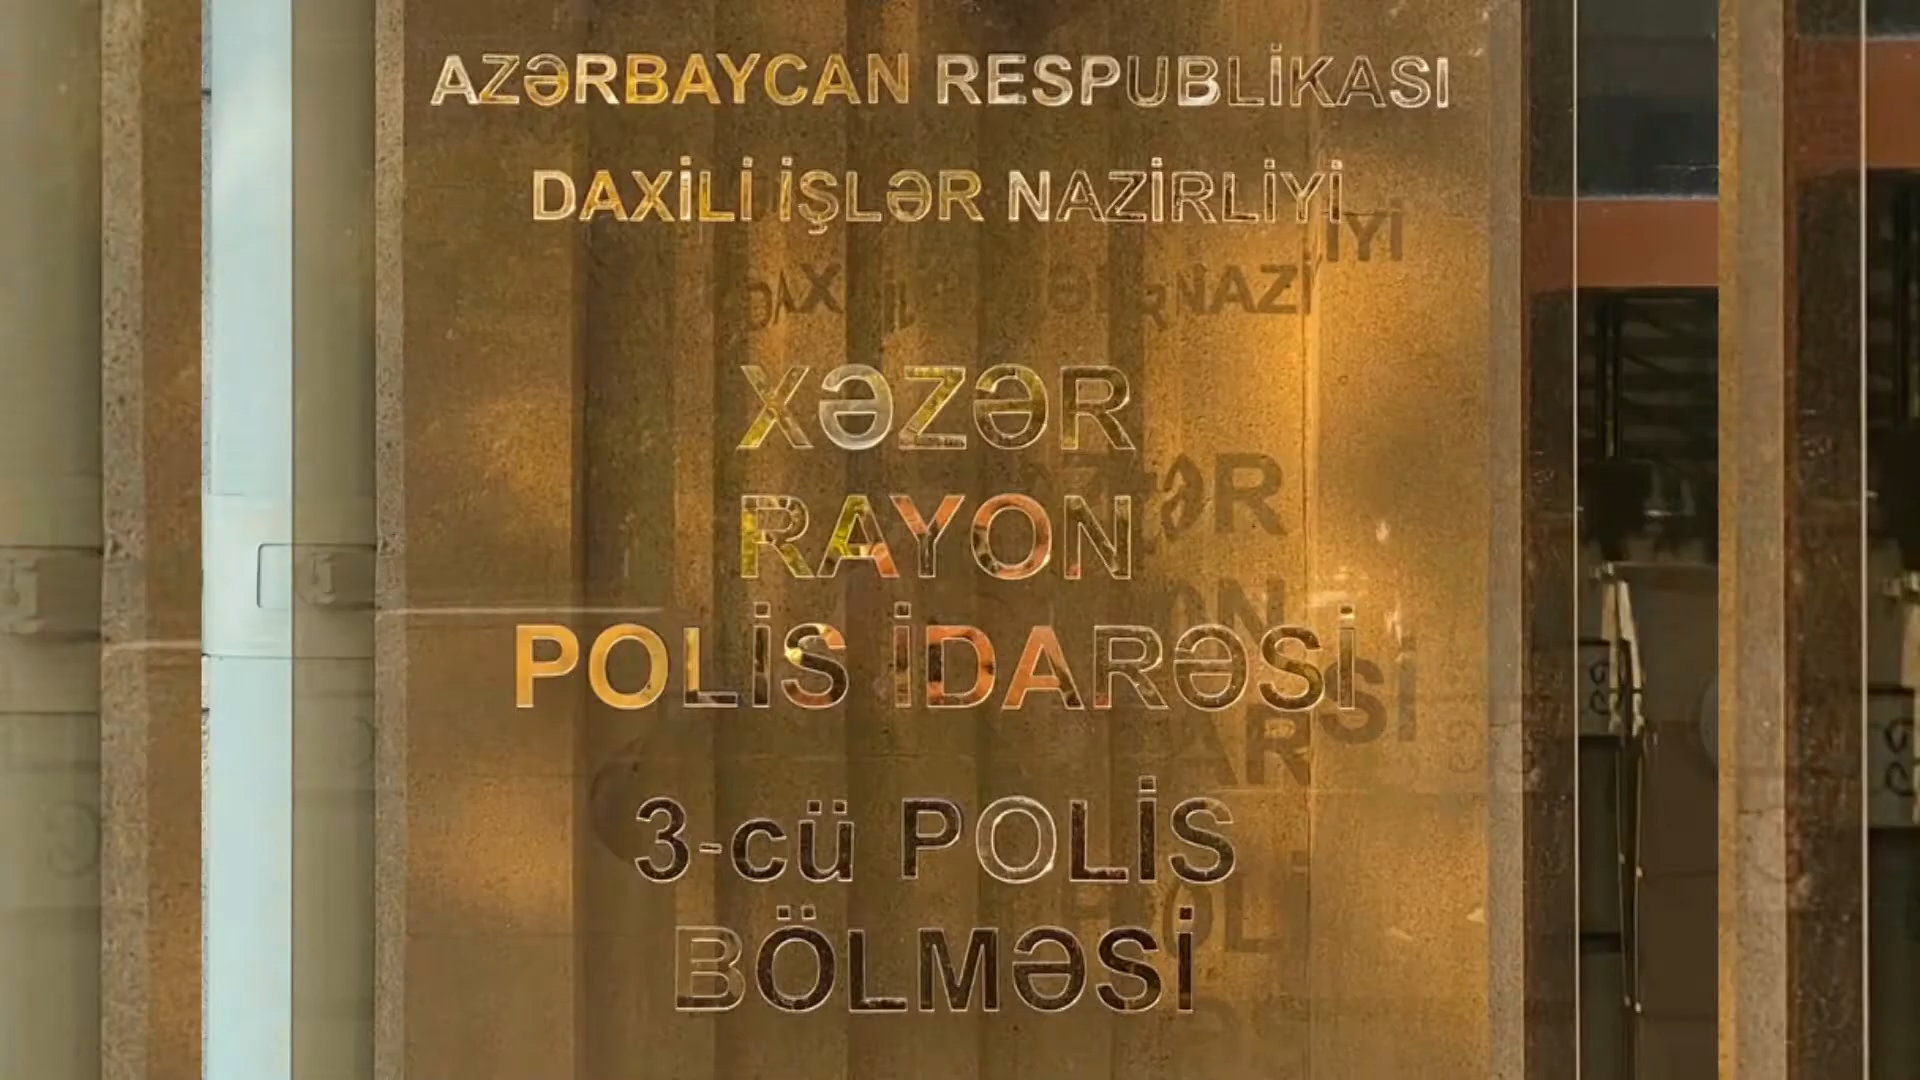 AZƏRBAYCAN RESPUBLİKASI
DAXİLİ İŞLƏR NAZİRLİYİ
XƏZƏR
RAYON
POLİS İDARƏSİ
3-cü POLİS
BÖLMƏSİ